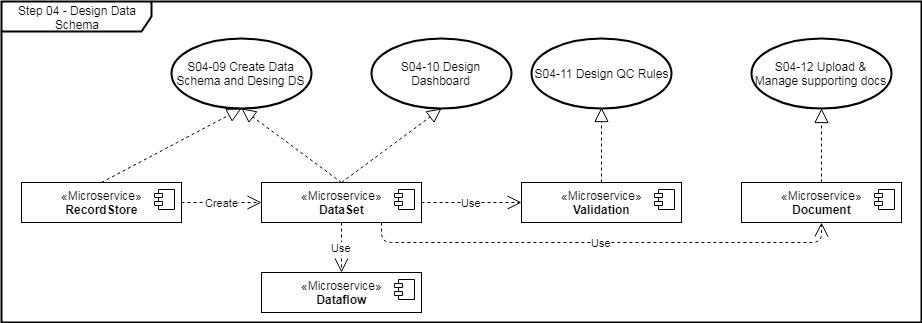 Step 04 - Design Data
Schema
S04-09 Create Data
Schema and Desing DS
S04-10 Design
Dashboard
S04-11 Design QC Rules
S04-12 Upload &
Manage supporting docs
«Microservice»
RecordStore
Create
«Microservice»
DataSet
Use
«Microservice»
Validation
«Microservice»
Document
Use
Use
«Microservice»
Dataflow